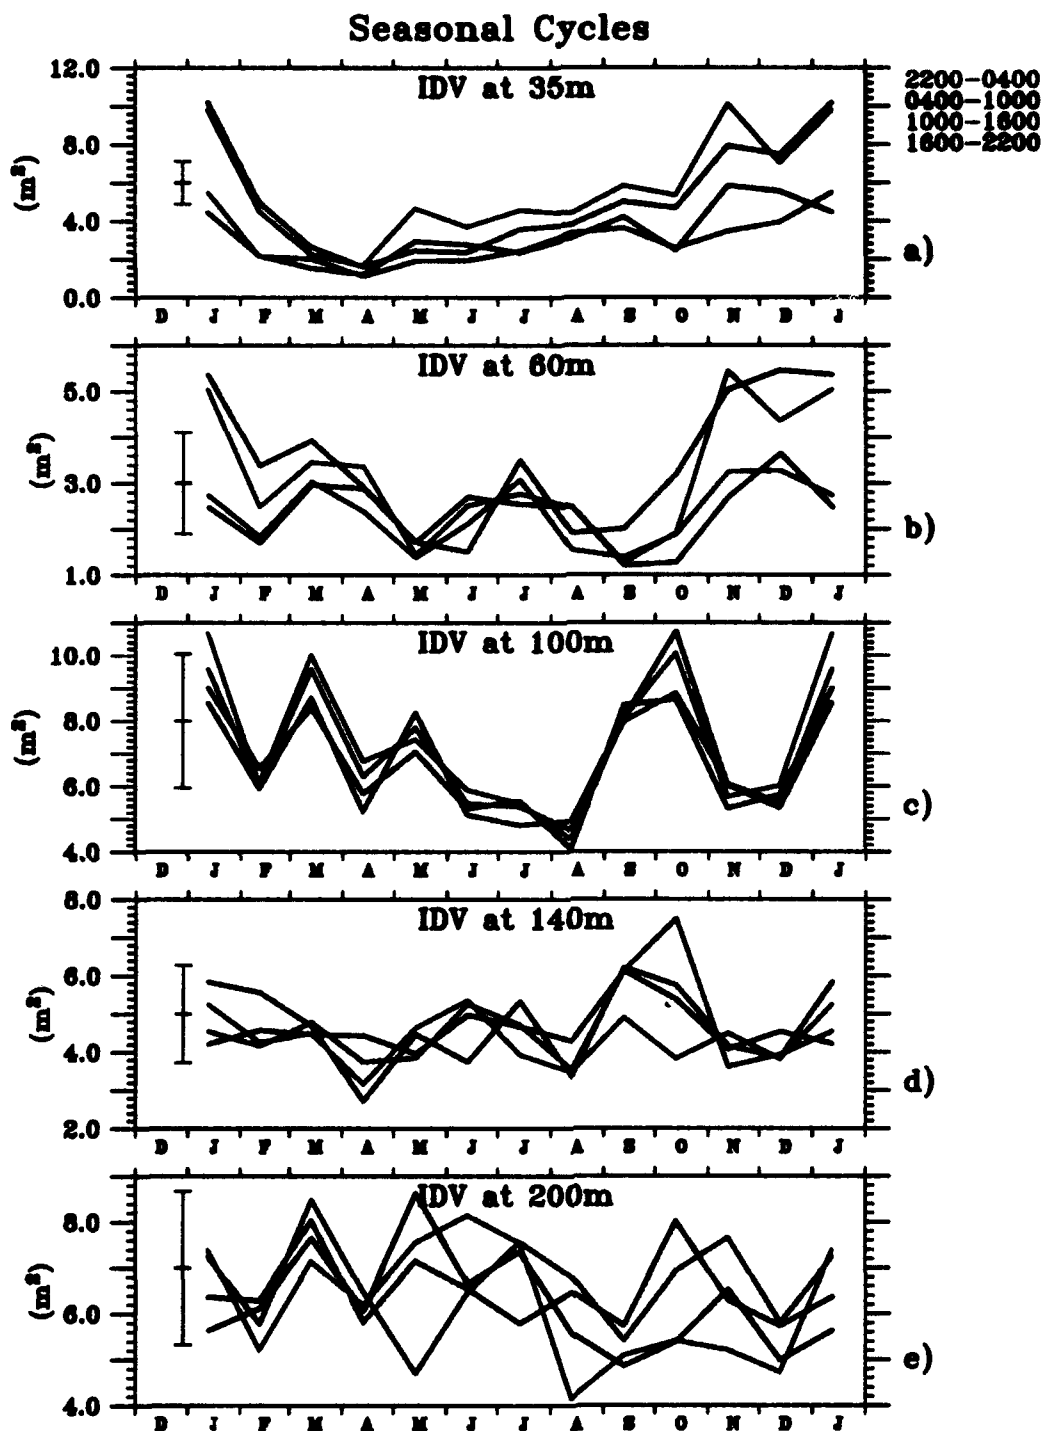 Seasonal Cycles
IDV at 35m
2200-0400
0400-1000
1000-1600
1600-2200
12.0
8.0
4.0
0.0
(m²)
a)
D J F M A M J J A S O N D J
IDV at 60m
5.0
3.0
1.0
(m²)
b)
D J F M A M J J A S O N D J
IDV at 100m
10.0
8.0
6.0
4.0
(m²)
c)
D J F M A M J J A S O N D J
IDV at 140m
8.0
6.0
4.0
2.0
(m²)
d)
D J F M A M J J A S O N D J
IDV at 200m
8.0
6.0
4.0
(m²)
e)
D J F M A M J J A S O N D J